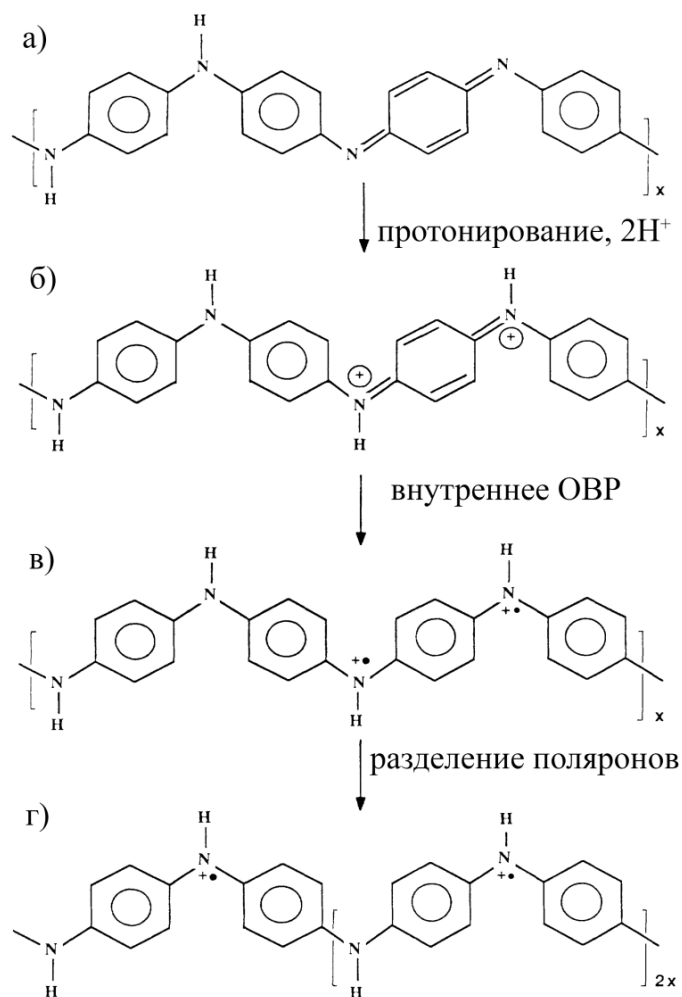 а)
H
N
N
N
N
H
x
протонирование, 2H⁺
б)
H
H
N
N
+
+
N
N
H
H
x
внутреннее ОВР
в)
H
H
N
N
+•
+•
N
N
H
H
x
разделение поляронов
г)
H
H
N
N
+•
+•
N
N
H
H
2x